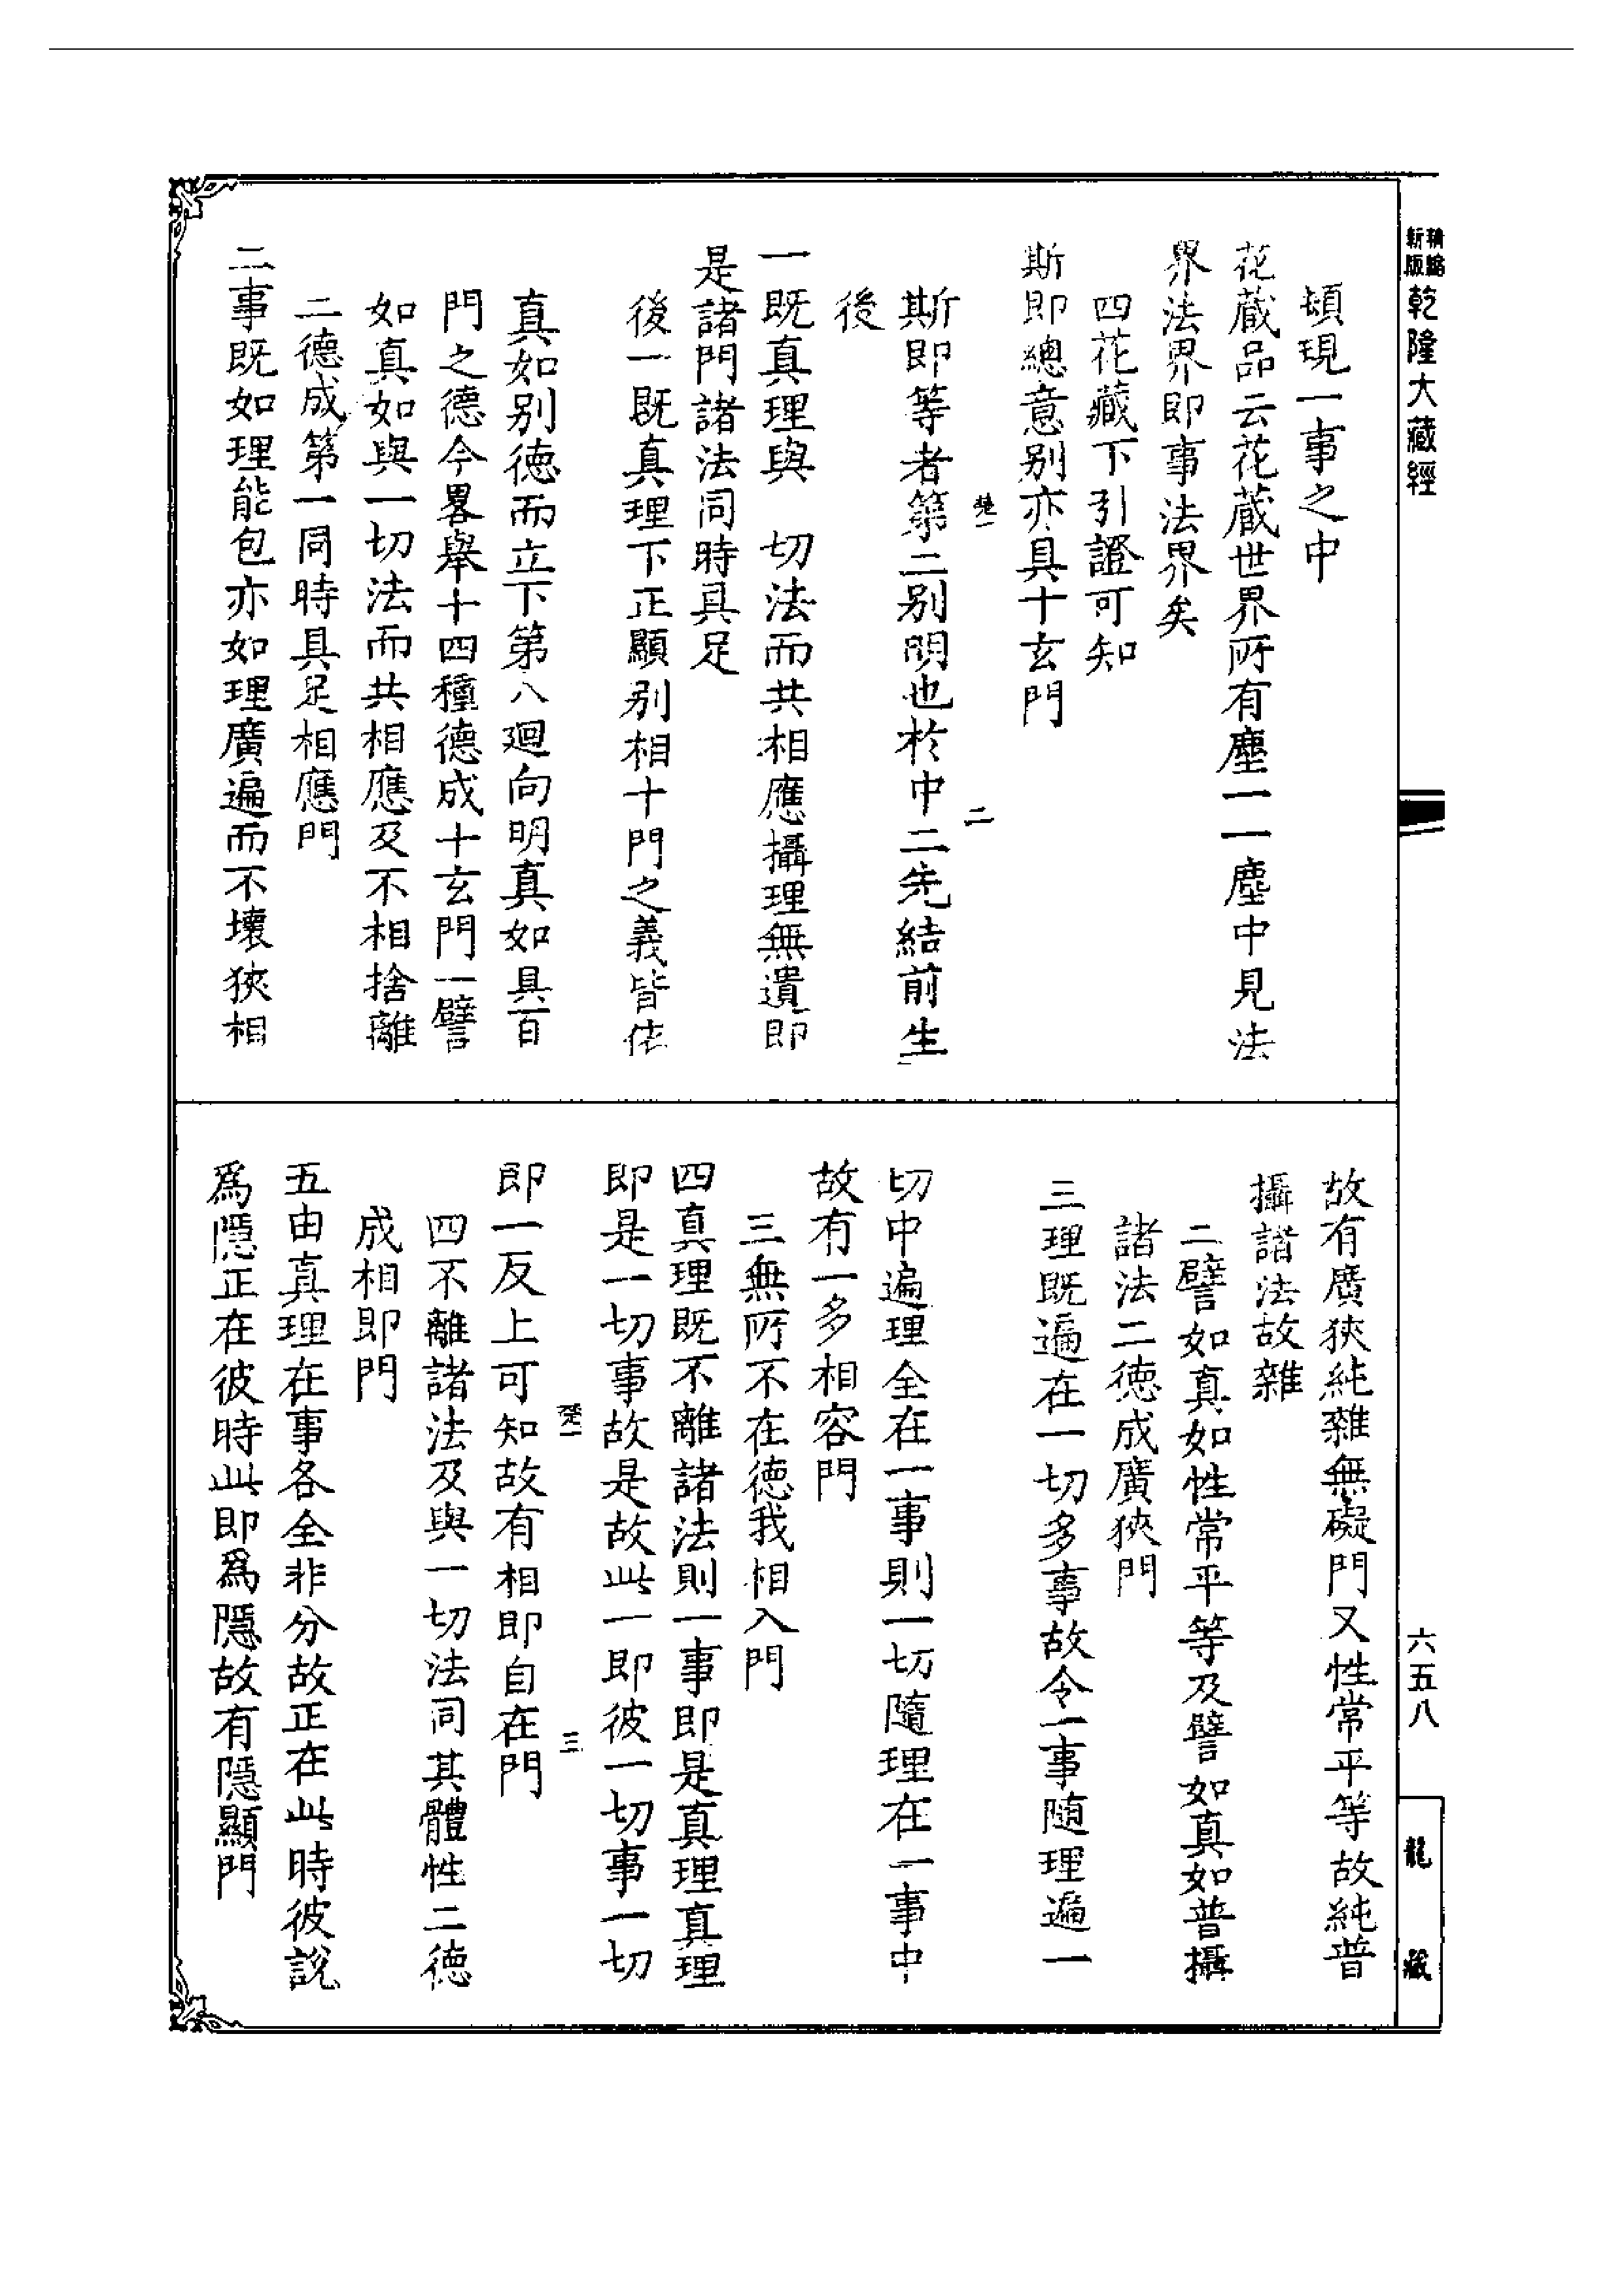 精縮
新版
乾隆大藏經
六五八
龍藏
頓現一事之中
花藏品云花藏世界所有塵一一塵中見法
界法界即事法界矣
四花藏下引證可知
斯即總意别亦具十玄門
二
斯即等者第二别明也於中二先結前生
後
一既真理與 切法而共相應攝理無遺即
是諸門諸法同時具足
後一既真理下正顯别相十門之義皆依
真如别德而立下第八廻向明真如具百
門之德今畧舉十四種德成十玄門一譬
如真如與一切法而共相應及不相捨離
二德成第一同時具足相應門
二事既如理能包亦如理廣遍而不壞狹相
故有廣狹純雜無礙門又性常平等故純普
攝諸法故雜
二譬如真如性常平等及譬如真如普攝
諸法二德成廣狹門
三理既遍在一切多事故令一事隨理遍一
切中遍理全在一事則一切隨理在一事中
故有一多相容門
三無所不在德我相入門
四真理既不離諸法則一事即是真理真理
即是一切事故是故此一即彼一切事一切
三
即一反上可知故有相即自在門
四不離諸法及與一切法同其體性二德
成相即門
五由真理在事各全非分故正在此時彼說
爲隱正在彼時此即爲隱故有隱顯門